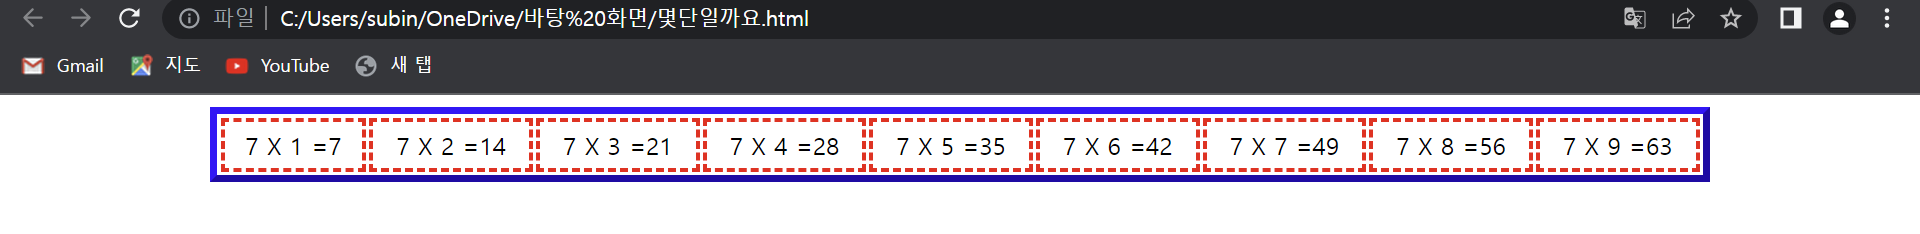 파일 | C:/Users/subin/OneDrive/바탕%20화면/몇단일까요.html
Gmail 지도 YouTube 새 탭
7 X 1 =7 7 X 2 =14 7 X 3 =21 7 X 4 =28 7 X 5 =35 7 X 6 =42 7 X 7 =49 7 X 8 =56 7 X 9 =63